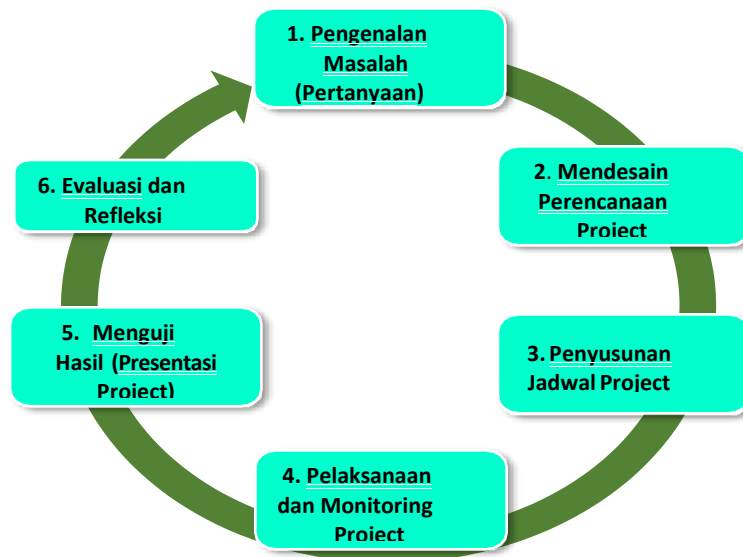 1. Pengenalan
Masalah
(Pertanyaan)
2. Mendesain
Perencanaan
Project
3. Penyusunan
Jadwal Project
4. Pelaksanaan
dan Monitoring
Project
5. Menguji
Hasil (Presentasi
Project)
6. Evaluasi dan
Refleksi